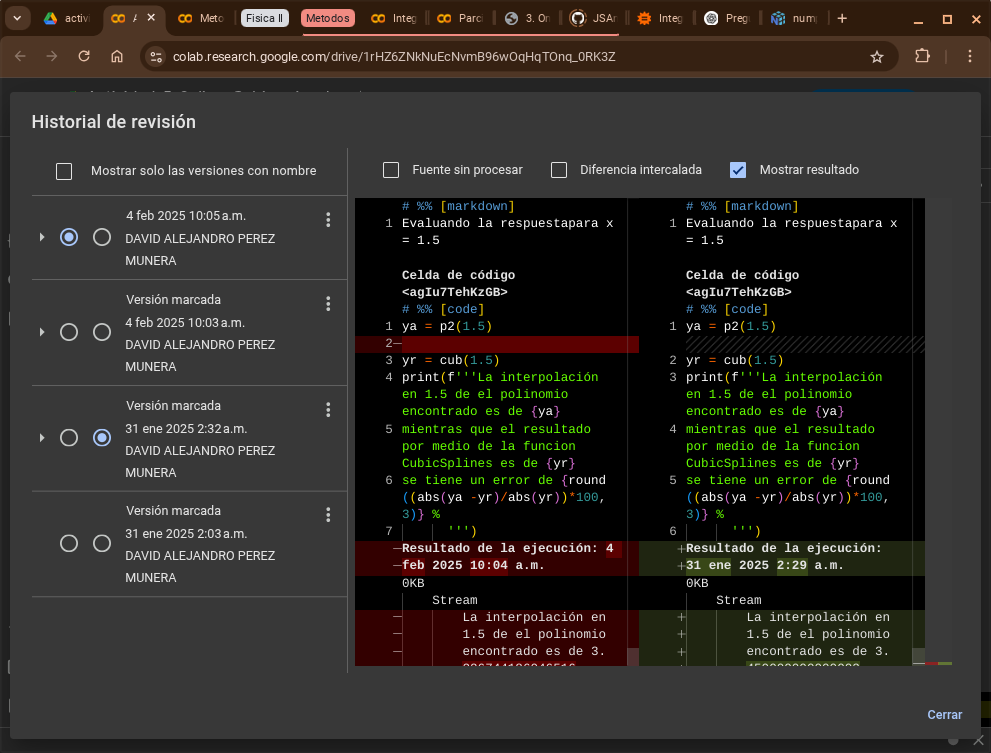 activi
A
Meto
Fisica II
Metodos
Integ
Parci
3. On
JSAr
Integ
Preg
nump
colab.research.google.com/drive/1rHZ6ZNkNuEcNvmB96wOqHqTOnq_0RK3Z
Historial de revisión
Mostrar solo las versiones con nombre
4 feb 2025 10:05 a.m.
DAVID ALEJANDRO PEREZ
MUNERA
Versión marcada
4 feb 2025 10:03 a.m.
DAVID ALEJANDRO PEREZ
MUNERA
Versión marcada
31 ene 2025 2:32 a.m.
DAVID ALEJANDRO PEREZ
MUNERA
Versión marcada
31 ene 2025 2:03 a.m.
DAVID ALEJANDRO PEREZ
MUNERA
Fuente sin procesar
Diferencia intercalada
Mostrar resultado
# %% [markdown]
1 Evaluando la respuestapara x
= 1.5
Celda de código
<agIu7TehKzGB>
# %% [code]
1 ya = p2(1.5)
2—
3 yr = cub(1.5)
4 print(f'''La interpolación
en 1.5 de el polinomio
encontrado es de {ya}
5 mientras que el resultado
por medio de la funcion
CubicSplines es de {yr}
6 se tiene un error de {round
((abs(ya -yr)/abs(yr))*100,
3)} %
7 ''')
—Resultado de la ejecución: 4
—feb 2025 10:04 a.m.
0KB
Stream
— La interpolación en
— 1.5 de el polinomio
— encontrado es de 3.
# %% [markdown]
1 Evaluando la respuestapara x
= 1.5
Celda de código
<agIu7TehKzGB>
# %% [code]
1 ya = p2(1.5)
2 yr = cub(1.5)
3 print(f'''La interpolación
en 1.5 de el polinomio
encontrado es de {ya}
4 mientras que el resultado
por medio de la funcion
CubicSplines es de {yr}
5 se tiene un error de {round
((abs(ya -yr)/abs(yr))*100,
3)} %
6 ''')
+Resultado de la ejecución:
+31 ene 2025 2:29 a.m.
0KB
Stream
+ La interpolación en
+ 1.5 de el polinomio
+ encontrado es de 3.
Cerrar